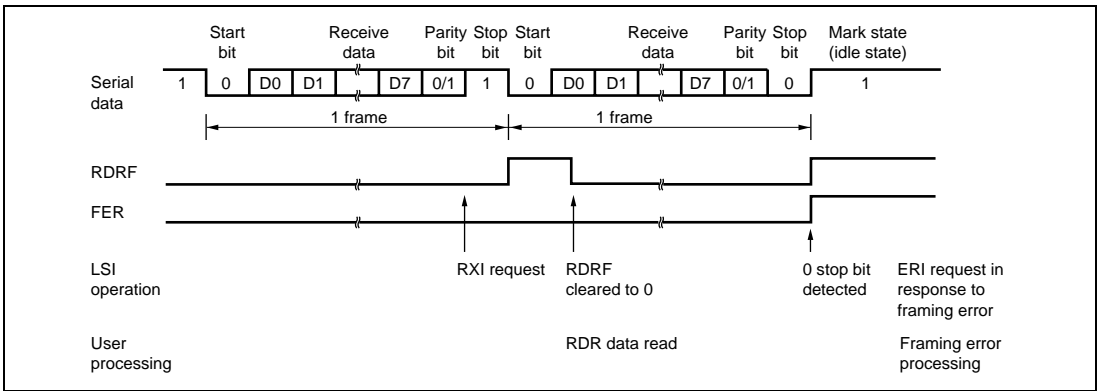 Start bit Receive data Parity bit Stop bit Start bit Receive data Parity bit Stop bit Mark state (idle state)
Serial data 1 0 D0 D1 D7 0/1 1 0 D0 D1 D7 0/1 0 1
1 frame 1 frame
RDRF
FER
LSI operation RXI request RDRF cleared to 0 0 stop bit detected ERI request in response to framing error
User processing RDR data read Framing error processing